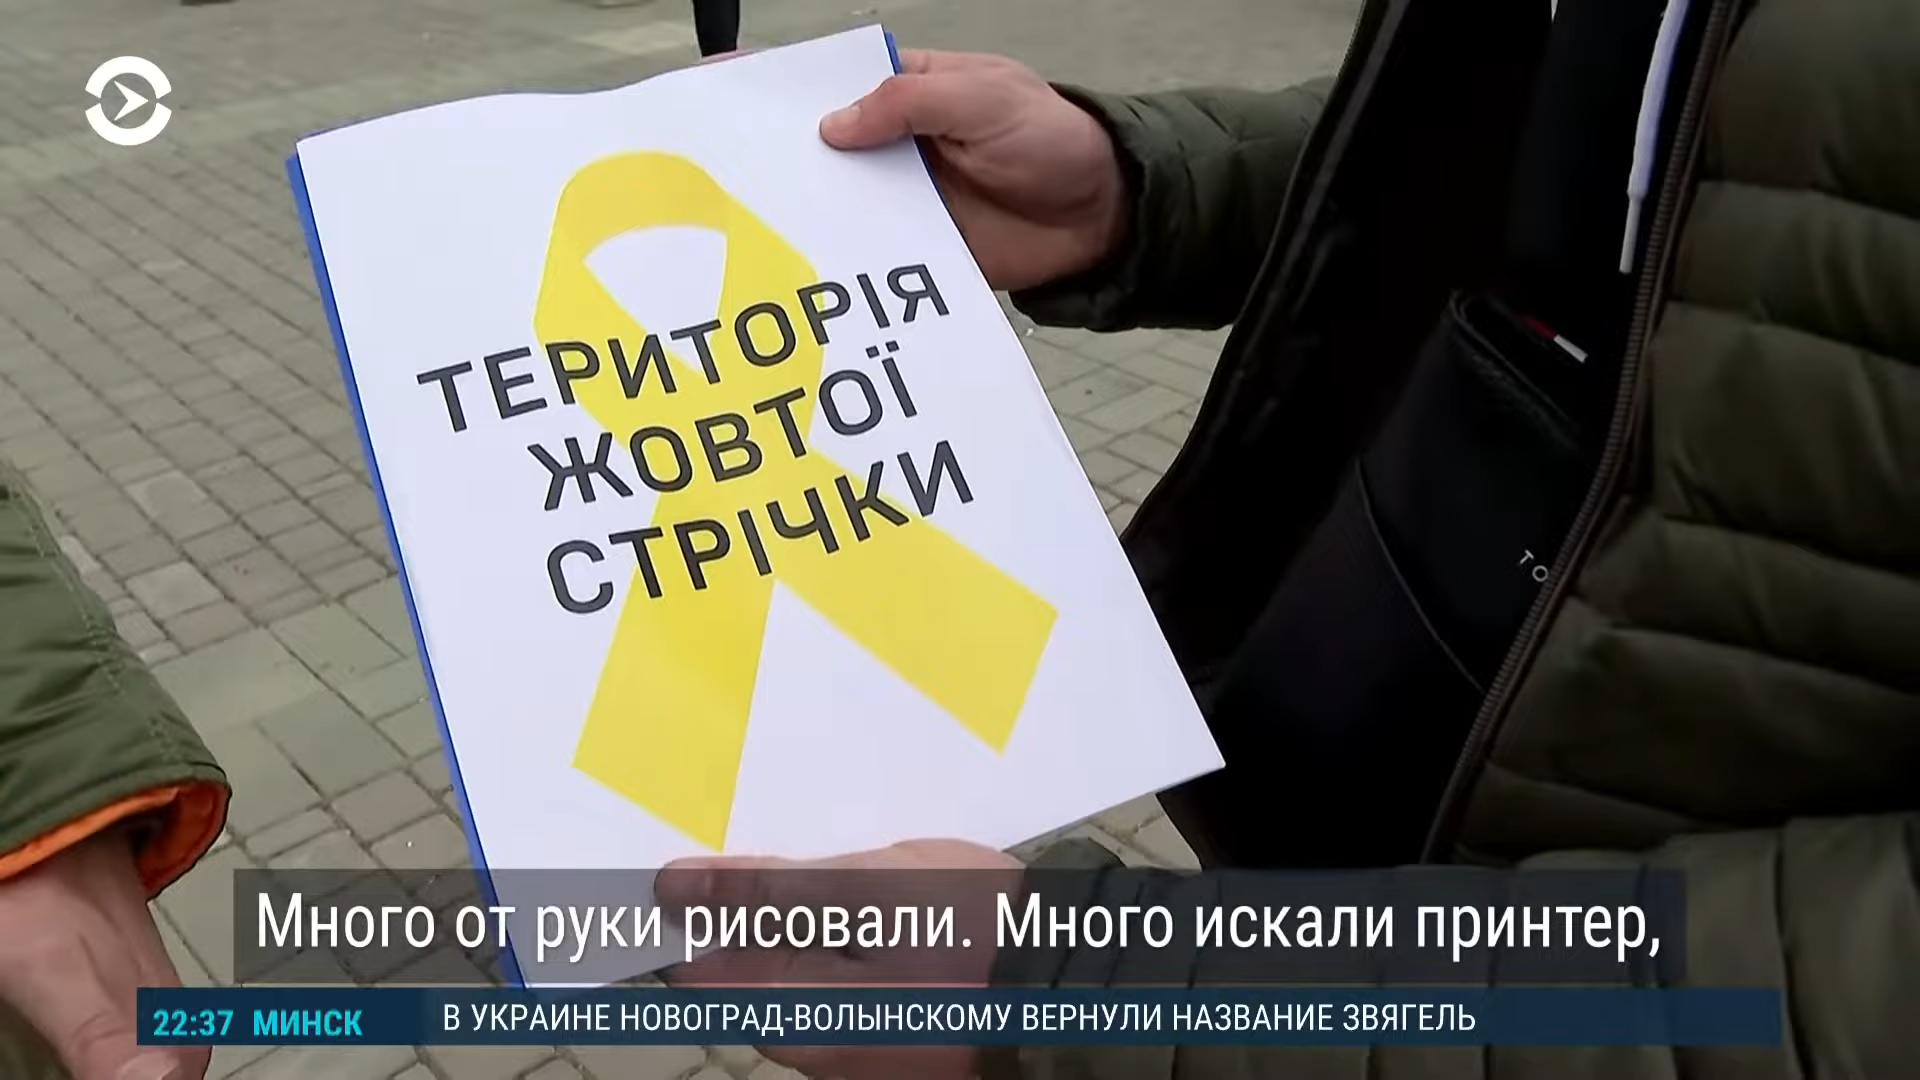 ТЕРИТОРІЯ
ЖОВТОЇ
СТРІЧКИ
TO
Много от руки рисовали. Много искали принтер,
22:37 МИНСК В УКРАИНЕ НОВОГРАД-ВОЛЫНСКОМУ ВЕРНУЛИ НАЗВАНИЕ ЗВЯГЕЛЬ